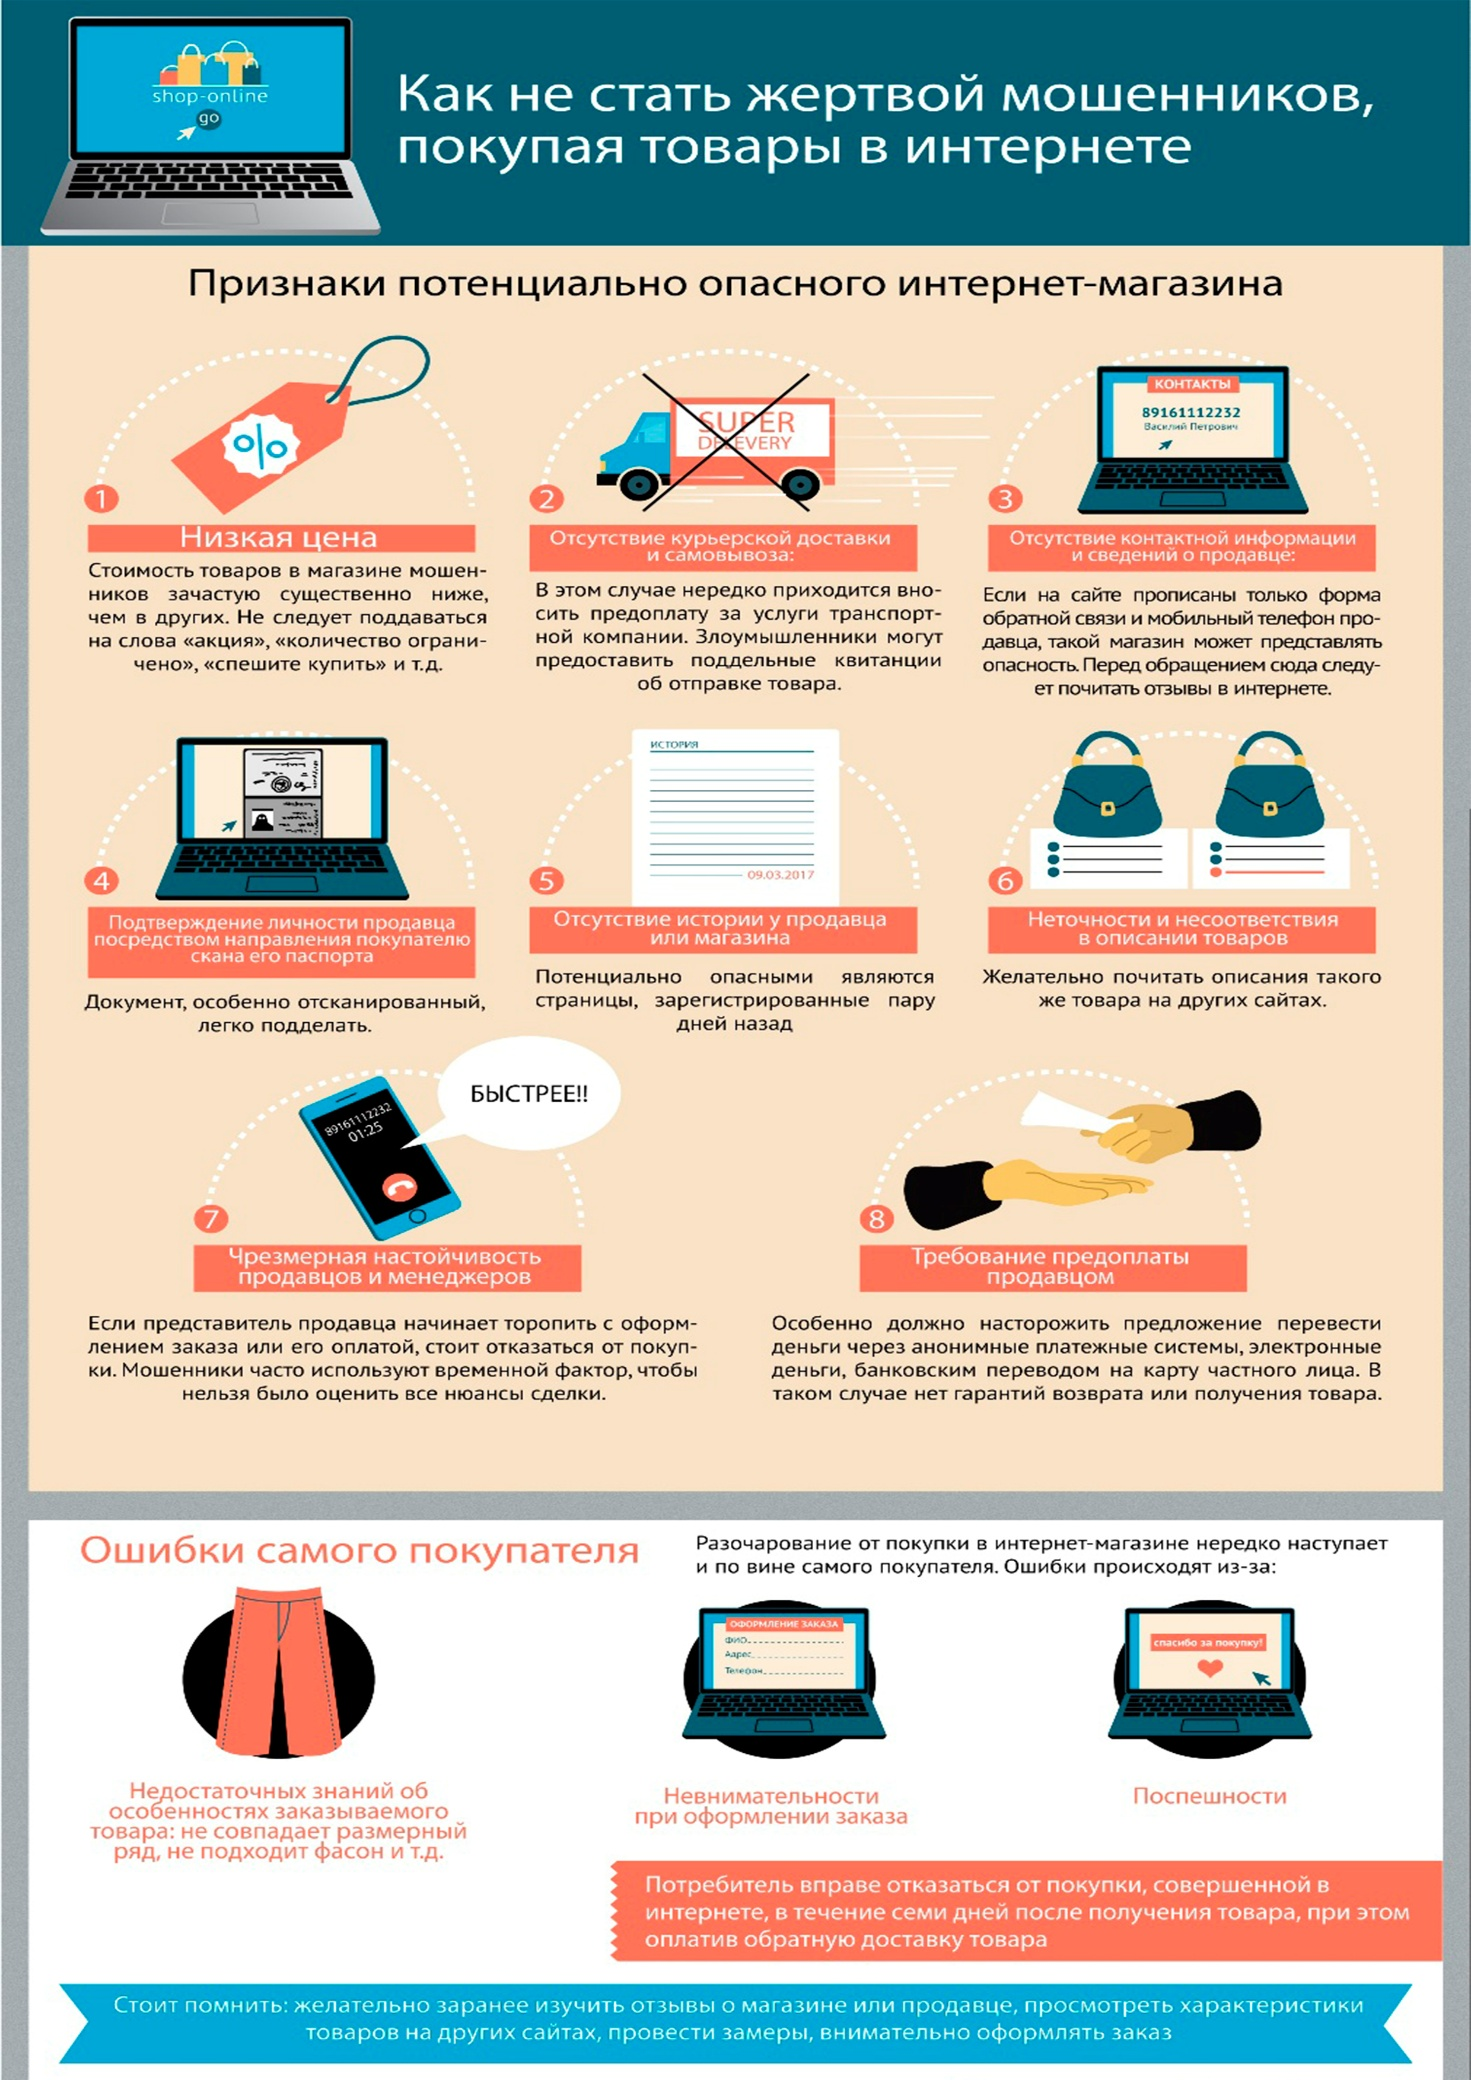 shop-online
go
Как не стать жертвой мошенников,
покупая товары в интернете
Признаки потенциально опасного интернет-магазина
%
1
Низкая цена
Стоимость товаров в магазине мошен-
ников зачастую существенно ниже,
чем в других. Не следует поддаваться
на слова «акция», «количество ограни-
чено», «спешите купить» и т.д.
SUPER
DELEVERY
2
Отсутствие курьерской доставки
и самовывоза:
В этом случае нередко приходится вно-
сить предоплату за услуги транспорт-
ной компании. Злоумышленники могут
предоставить поддельные квитанции
об отправке товара.
КОНТАКТЫ
89161112232
Василий Петрович
3
Отсутствие контактной информации
и сведений о продавце:
Если на сайте прописаны только форма
обратной связи и мобильный телефон про-
давца, такой магазин может представлять
опасность. Перед обращением сюда следу-
ет почитать отзывы в интернете.
4
Подтверждение личности продавца
посредством направления покупателю
скана его паспорта
Документ, особенно отсканированный,
легко подделать.
ИСТОРИЯ
09.03.2017
5
Отсутствие истории у продавца
или магазина
Потенциально опасными являются
страницы, зарегистрированные пару
дней назад
6
Неточности и несоответствия
в описании товаров
Желательно почитать описания такого
же товара на других сайтах.
БЫСТРЕЕ!!
89161112232
01:25
7
Чрезмерная настойчивость
продавцов и менеджеров
Если представитель продавца начинает торопить с оформ-
лением заказа или его оплатой, стоит отказаться от покуп-
ки. Мошенники часто используют временной фактор, чтобы
нельзя было оценить все нюансы сделки.
8
Требование предоплаты
продавцом
Особенно должно насторожить предложение перевести
деньги через анонимные платежные системы, электронные
деньги, банковским переводом на карту частного лица. В
таком случае нет гарантий возврата или получения товара.
Ошибки самого покупателя
Разочарование от покупки в интернет-магазине нередко наступает
и по вине самого покупателя. Ошибки происходят из-за:
Недостаточных знаний об
особенностях заказываемого
товара: не совпадает размерный
ряд, не подходит фасон и т.д.
ОФОРМЛЕНИЕ ЗАКАЗА
ФИО
Адрес
Телефон
Невнимательности
при оформлении заказа
спасибо за покупку!
Поспешности
Потребитель вправе отказаться от покупки, совершенной в
интернете, в течение семи дней после получения товара, при этом
оплатив обратную доставку товара
Стоит помнить: желательно заранее изучить отзывы о магазине или продавце, просмотреть характеристики
товаров на других сайтах, провести замеры, внимательно оформлять заказ